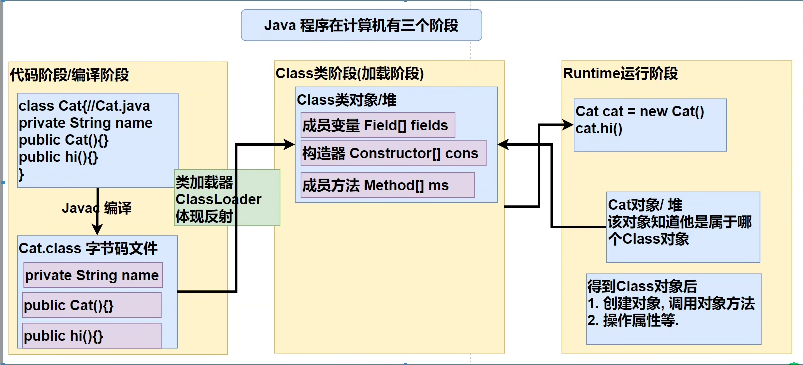 Java 程序在计算机有三个阶段
代码阶段/编译阶段
class Cat{//Cat.java
private String name
public Cat(){}
public hi(){}
}
Javac 编译
Cat.class 字节码文件
private String name
public Cat(){}
public hi(){}
类加载器
ClassLoader
体现反射
Class类阶段(加载阶段)
Class类对象/堆
成员变量 Field[] fields
构造器 Constructor[] cons
成员方法 Method[] ms
Runtime运行阶段
Cat cat = new Cat()
cat.hi()
Cat对象/ 堆
该对象知道他是属于哪
个Class对象
得到Class对象后
1. 创建对象, 调用对象方法
2. 操作属性等.